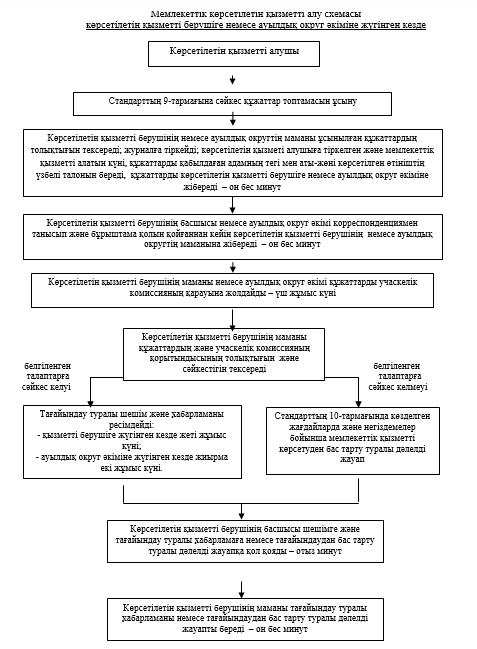 Мемлекеттік көрсетілетін қызметті алу схемасы
көрсетілетін қызметті берушіге немесе ауылдық округ әкіміне жүгінген кезде
Көрсетілетін қызметті алушы
Стандарттың 9-тармағына сәйкес құжаттар топтамасын ұсыну
Көрсетілетін қызметті берушінің немесе ауылдық округтің маманы ұсынылған құжаттардың
толықтығын тексереді; журналға тіркейді; көрсетілетін қызметі алушыға тіркелген және мемлекеттік
қызметті алатын күні, құжаттарды қабылдаған адамның тегі мен аты-жөні көрсетілген өтініштің
үзбелі талонын береді, құжаттарды көрсетілетін қызметті берушіге немесе ауылдық округ әкіміне
жібереді – он бес минут
Көрсетілетін қызметті берушінің басшысы немесе ауылдық округ әкімі корреспонденциямен
танысып және бұрыштама қолын қойғаннан кейін көрсетілетін қызметті берушінің немесе ауылдық
округтің маманына жібереді – он бес минут
Көрсетілетін қызметті берушінің маманы немесе ауылдық округ әкімі құжаттарды учаскелік
комиссияның қарауына жолдайды – үш жұмыс күні
Көрсетілетін қызметті берушінің маманы
құжаттардың және учаскелік комиссияның
қорытындысының толықтығын және
сәйкестігін тексереді
белгіленген
талаптарға
сәйкес келуі
белгіленген
талаптарға
сәйкес келмеуі
Тағайындау туралы шешім және хабарламаны
ресімдейді:
- қызметті берушіге жүгінген кезде жеті жұмыс
күні;
- ауылдық округ әкіміне жүгінген кезде жиырма
екі жұмыс күні.
Стандарттың 10-тармағында көзделген
жағдайларда және негіздемелер
бойынша мемлекеттік қызметті
көрсетуден бас тарту туралы дәлелді
жауап
Көрсетілетін қызметті берушінің басшысы шешімге және
тағайындау туралы хабарламаға немесе тағайындаудан бас тарту
туралы дәлелді жауапқа қол қояды – отыз минут
Көрсетілетін қызметті берушінің маманы тағайындау туралы
хабарламаны немесе тағайындаудан бас тарту туралы дәлелді
жауапты береді – он бес минут